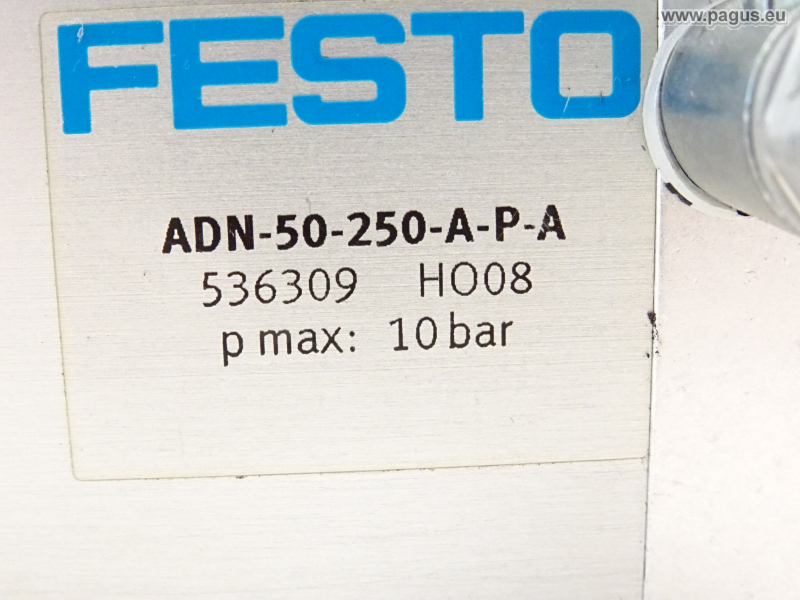 www.pagus.eu
FESTO
ADN-50-250-A-P-A
536309 HO08
p max: 10 bar